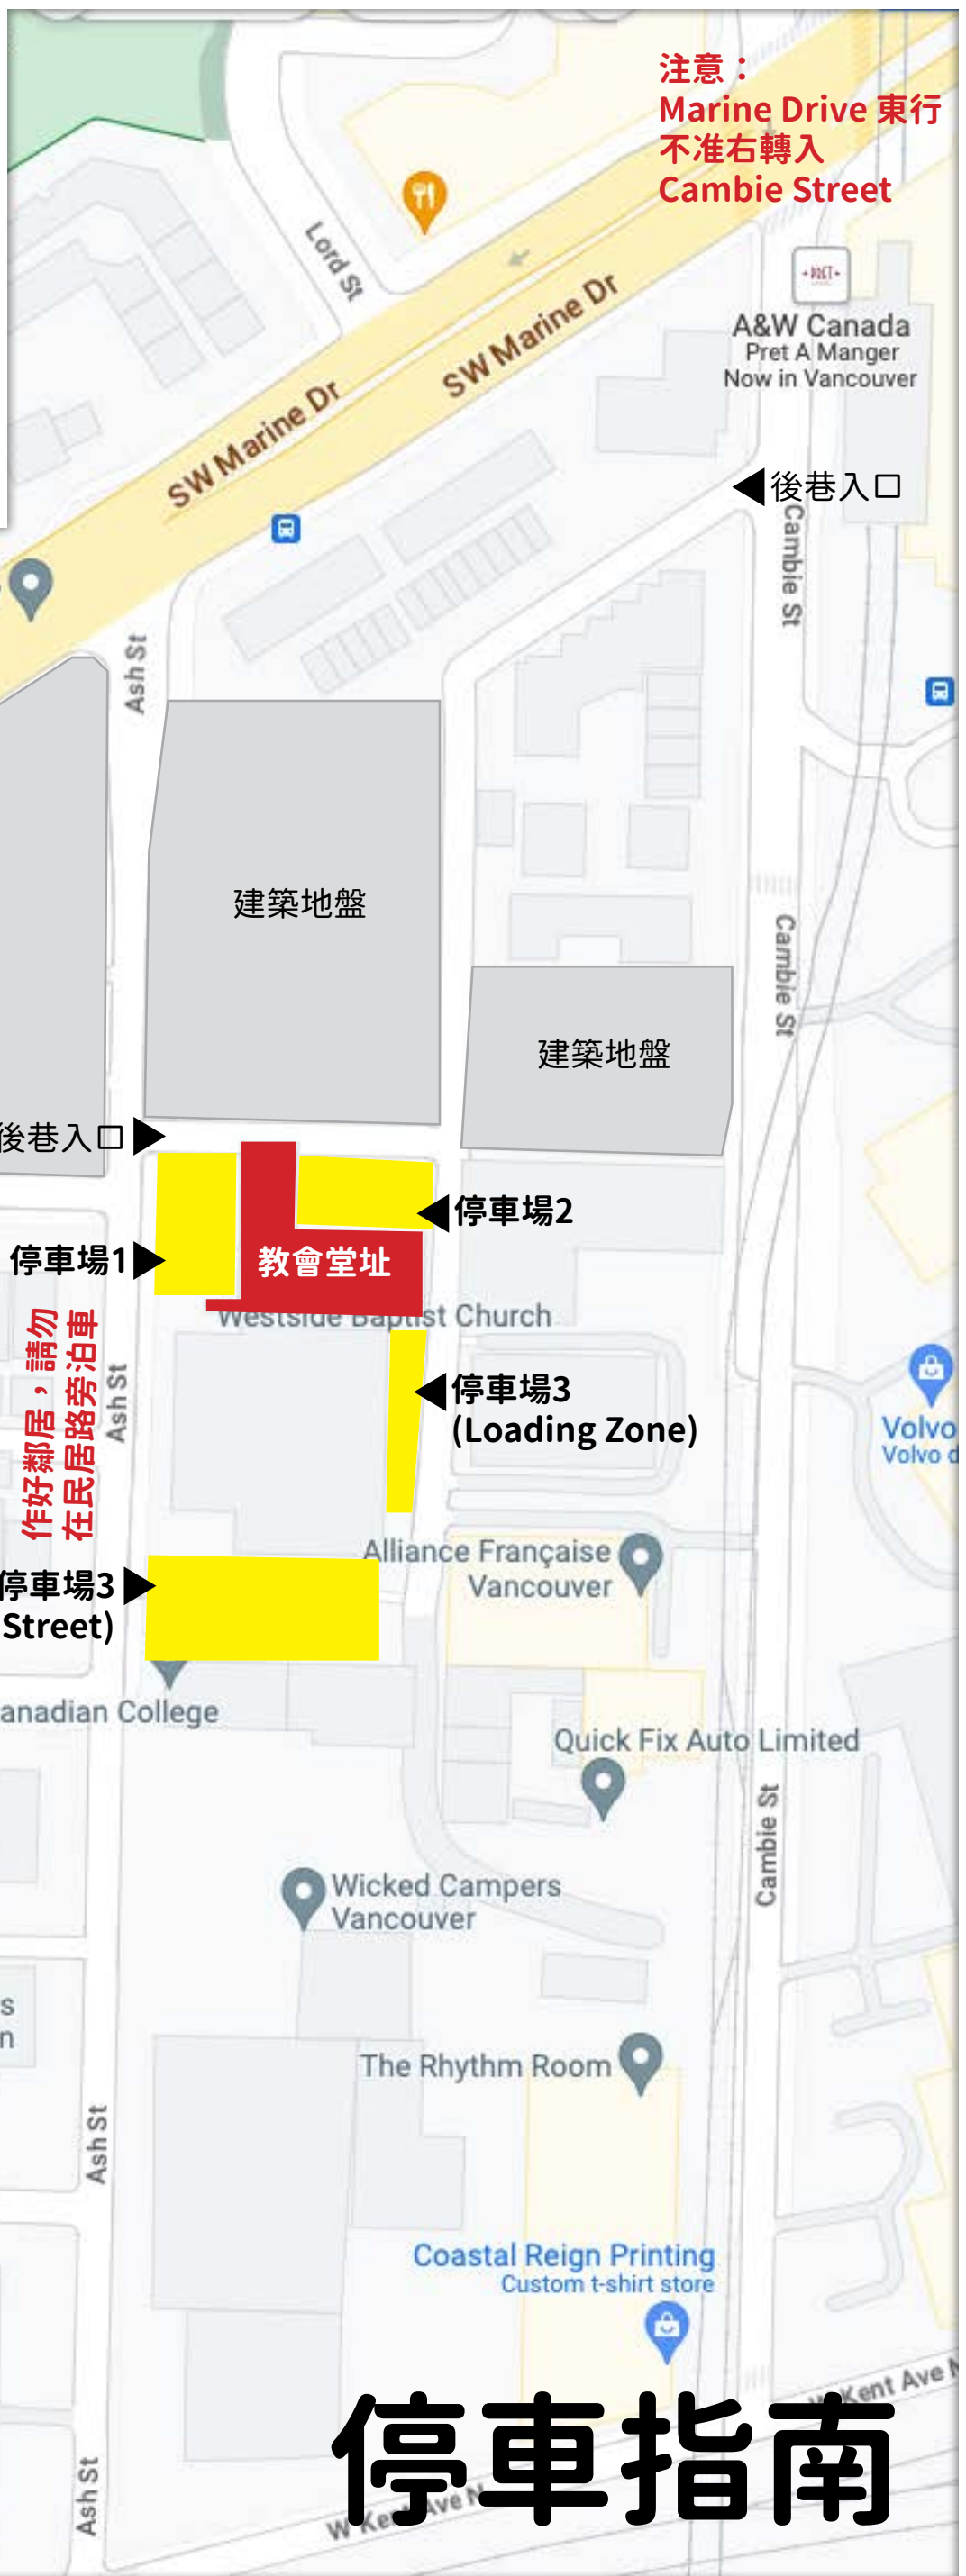 注意：
Marine Drive 東行
不准右轉入
Cambie Street
Lord St
SW Marine Dr
SW Marine Dr
A&W Canada
Pret A Manger
Now in Vancouver
後巷入口
Cambie St
Ash St
建築地盤
Cambie St
建築地盤
後巷入口
停車場2
停車場1
教會堂址
Westside Baptist Church
作好鄰居，請勿
在民居路旁泊車
Ash St
停車場3
(Loading Zone)
Volvo
Alliance Française
Vancouver
停車場3
Street)
anadian College
Quick Fix Auto Limited
Cambie St
Wicked Campers
Vancouver
The Rhythm Room
Ash St
Coastal Reign Printing
Custom t-shirt store
W Kent Ave N
停車指南
Ash St
W Kent Ave N